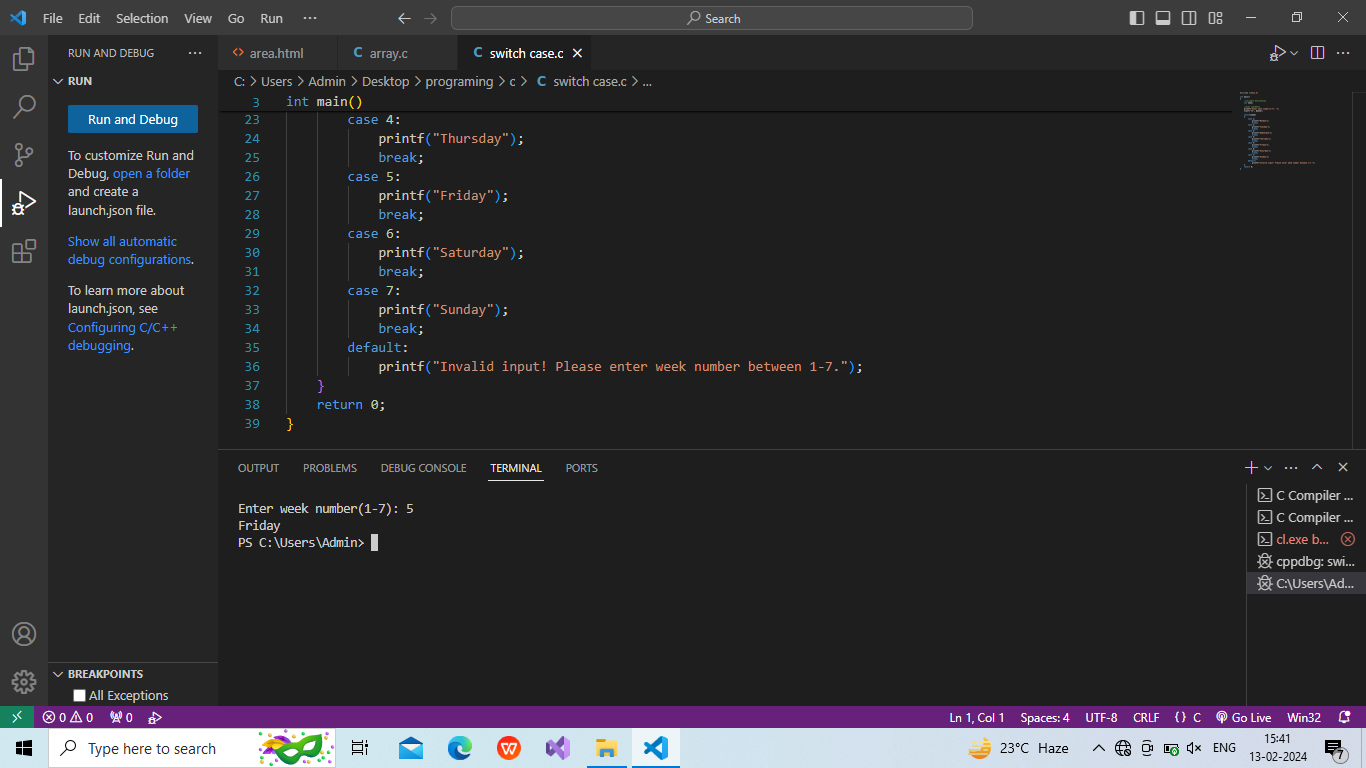 File Edit Selection View Go Run ··· Search
RUN AND DEBUG ···
RUN
Run and Debug
To customize Run and
Debug, open a folder
and create a
launch.json file.
Show all automatic
debug configurations.
To learn more about
launch.json, see
Configuring C/C++
debugging.
BREAKPOINTS
All Exceptions
<> area.html C array.c C switch case.c
C: > Users > Admin > Desktop > programing > c > C switch case.c > ...
3 int main()
23 case 4:
24 printf("Thursday");
25 break;
26 case 5:
27 printf("Friday");
28 break;
29 case 6:
30 printf("Saturday");
31 break;
32 case 7:
33 printf("Sunday");
34 break;
35 default:
36 printf("Invalid input! Please enter week number between 1-7.");
37 }
38 return 0;
39 }
OUTPUT PROBLEMS DEBUG CONSOLE TERMINAL PORTS
Enter week number(1-7): 5
Friday
PS C:\Users\Admin>
C Compiler ...
C Compiler ...
cl.exe b...
cppdbg: swi...
C:\Users\Ad...
0 0 0 Ln 1, Col 1 Spaces: 4 UTF-8 CRLF {} C Go Live Win32
Type here to search W 23°C Haze ENG 15:41
13-02-2024 7